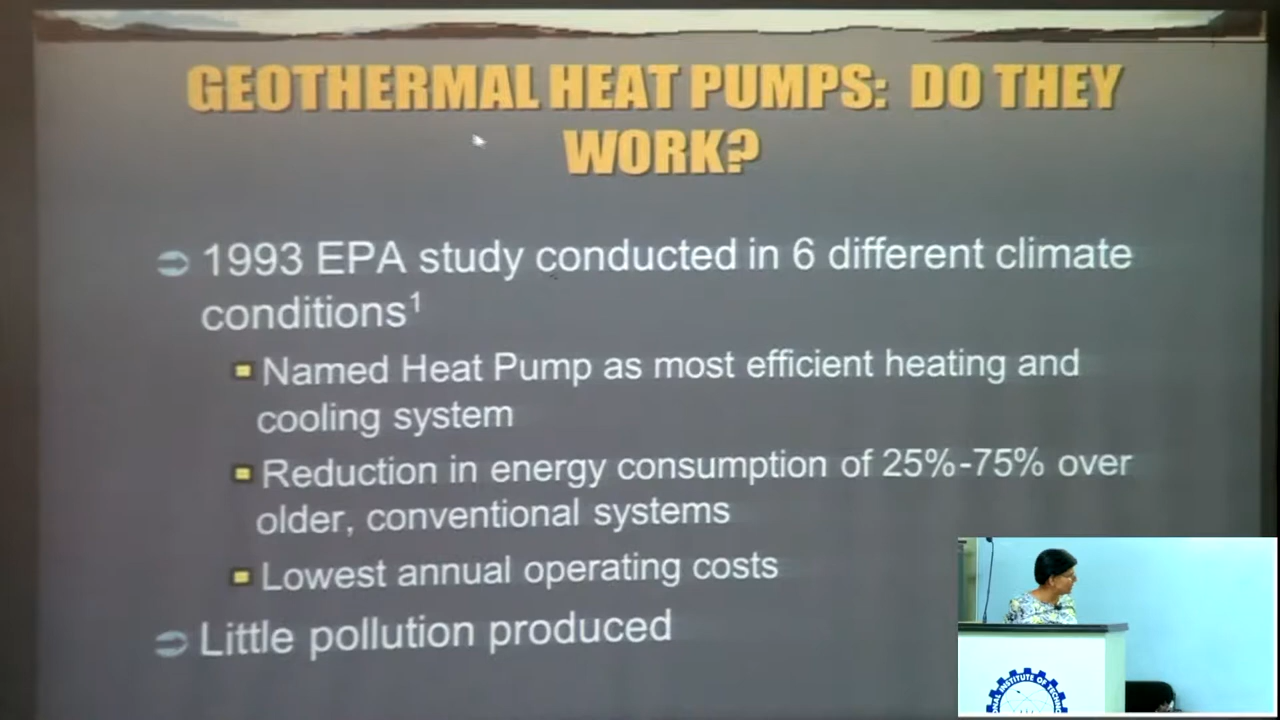 GEOTHERMAL HEAT PUMPS: DO THEY
WORK?
1993 EPA study conducted in 6 different climate
conditions¹
Named Heat Pump as most efficient heating and
cooling system
Reduction in energy consumption of 25%-75% over
older, conventional systems
Lowest annual operating costs
Little pollution produced
INSTITUTE OF